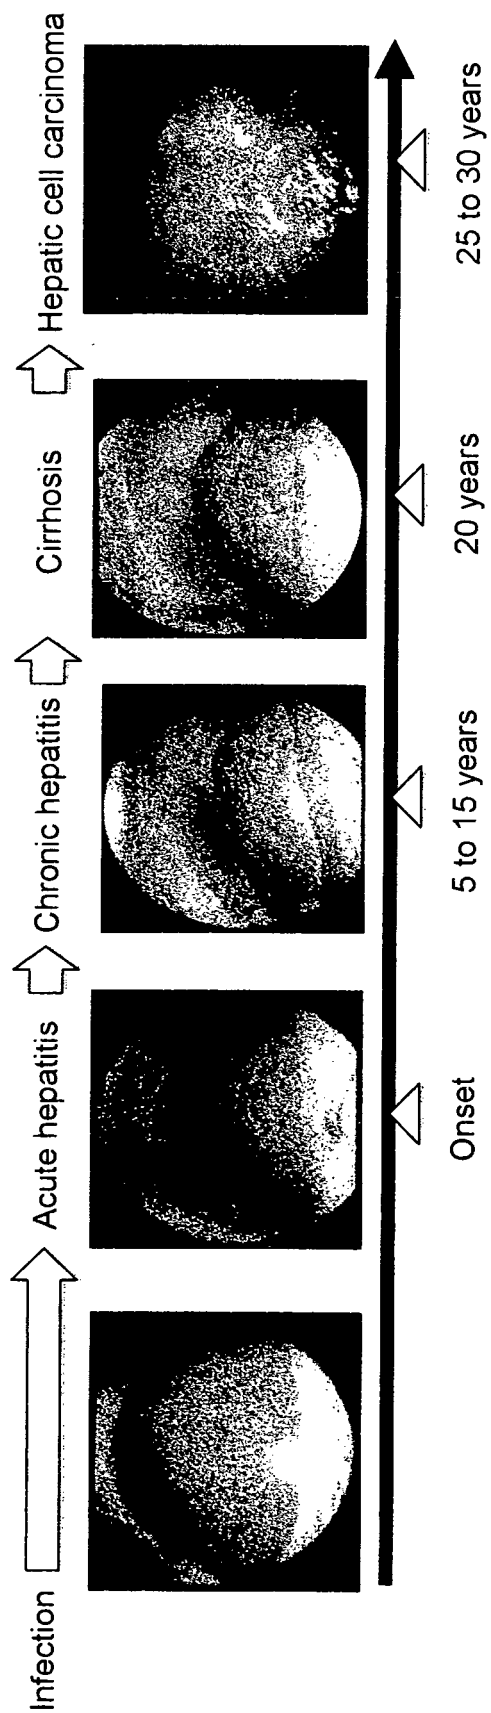 Infection
Acute hepatitis
Chronic hepatitis
Cirrhosis
Hepatic cell carcinoma
Onset
5 to 15 years
20 years
25 to 30 years